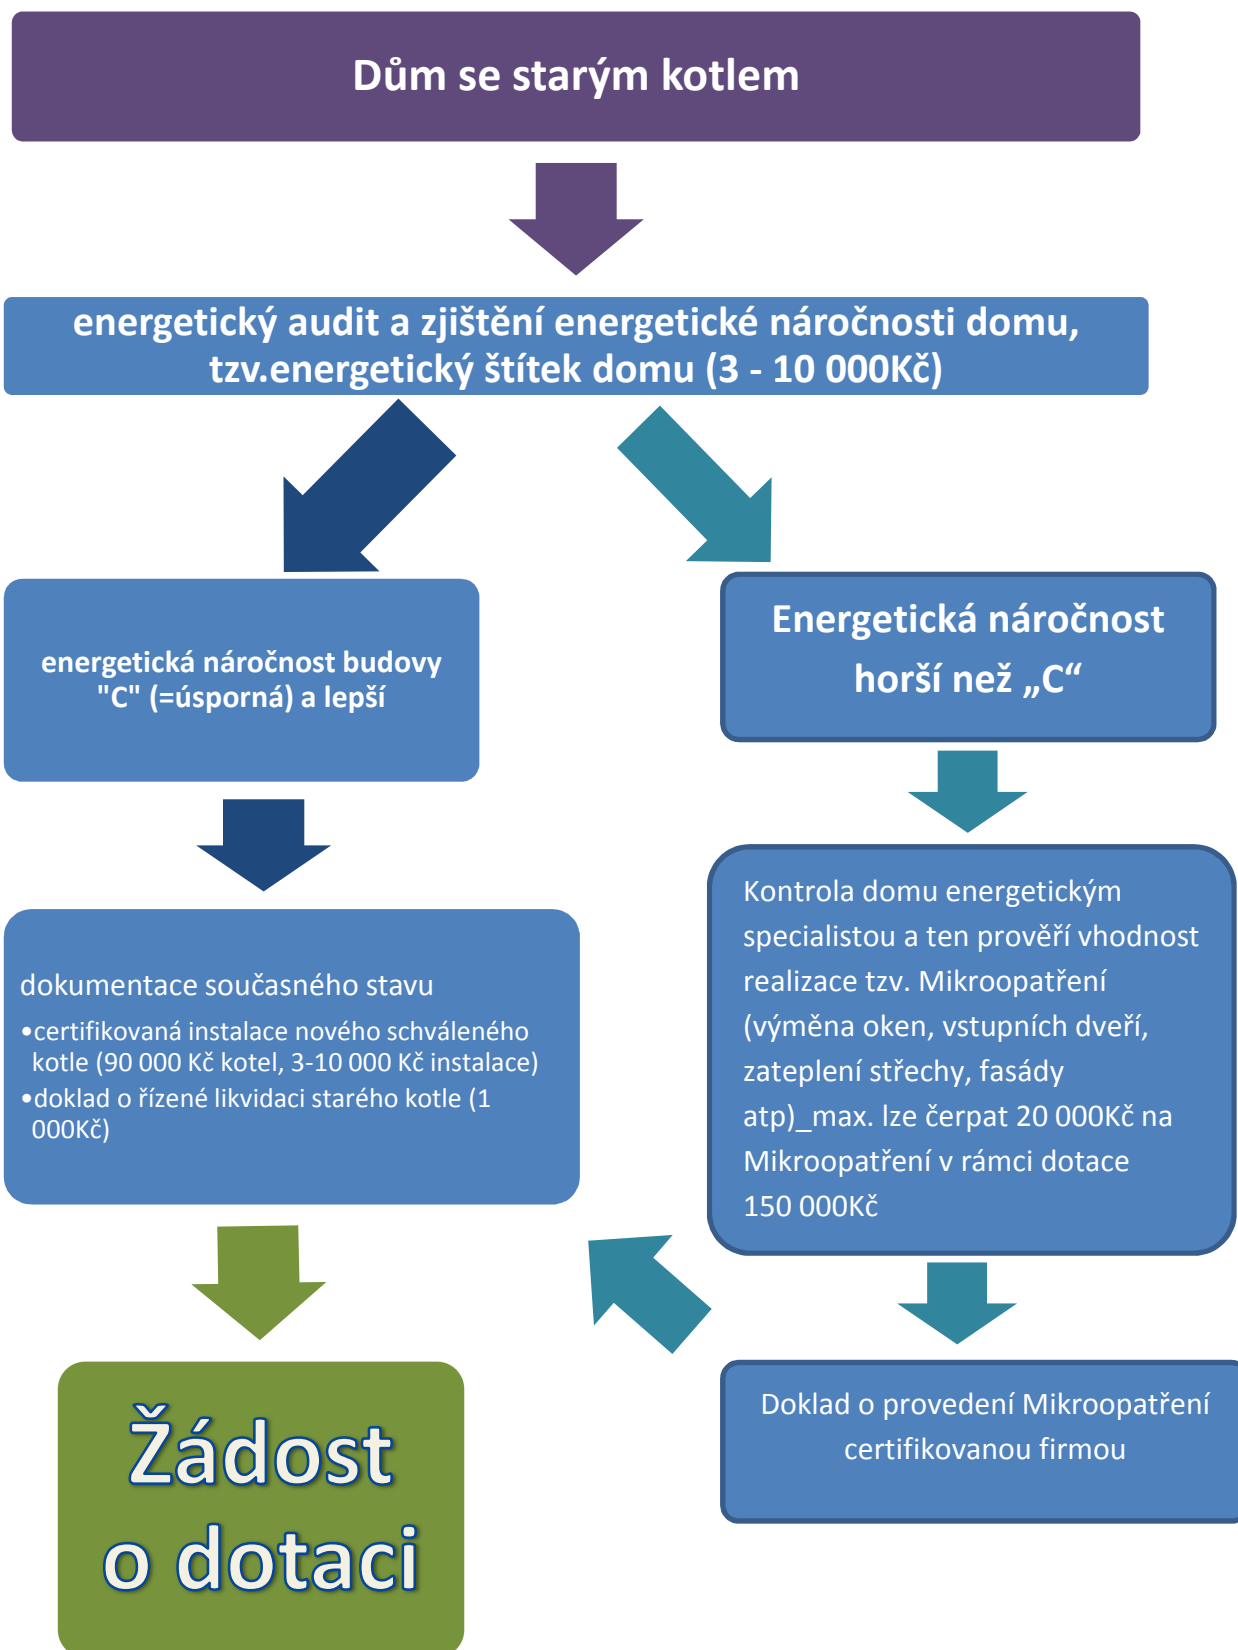 Dům se starým kotlem
energetický audit a zjištění energetické náročnosti domu,
tzv.energetický štítek domu (3 - 10 000Kč)
energetická náročnost budovy
"C" (=úsporná) a lepší
Energetická náročnost
horší než „C“
dokumentace současného stavu
•certifikovaná instalace nového schváleného
kotle (90 000 Kč kotel, 3-10 000 Kč instalace)
•doklad o řízené likvidaci starého kotle (1
000Kč)
Kontrola domu energetickým
specialistou a ten prověří vhodnost
realizace tzv. Mikroopatření
(výměna oken, vstupních dveří,
zateplení střechy, fasády
atp)_max. lze čerpat 20 000Kč na
Mikroopatření v rámci dotace
150 000Kč
Doklad o provedení Mikroopatření
certifikovanou firmou
Žádost
o dotaci